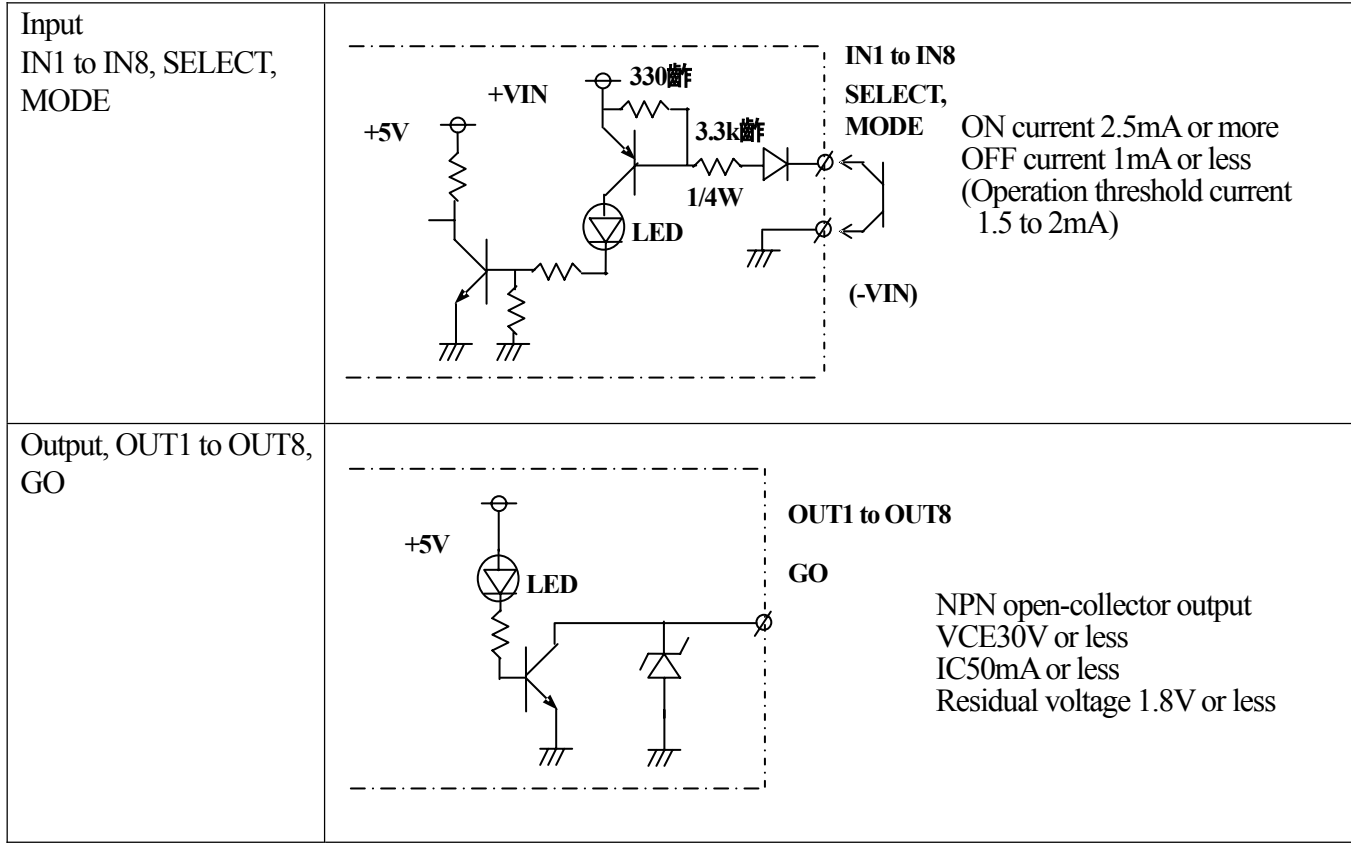 Input
IN1 to IN8, SELECT,
MODE
+VIN
330齚
+5V
3.3k齚
1/4W
LED
IN1 to IN8
SELECT,
MODE
(-VIN)
ON current 2.5mA or more
OFF current 1mA or less
(Operation threshold current
1.5 to 2mA)
Output, OUT1 to OUT8,
GO
+5V
LED
OUT1 to OUT8
GO
NPN open-collector output
VCE30V or less
IC50mA or less
Residual voltage 1.8V or less